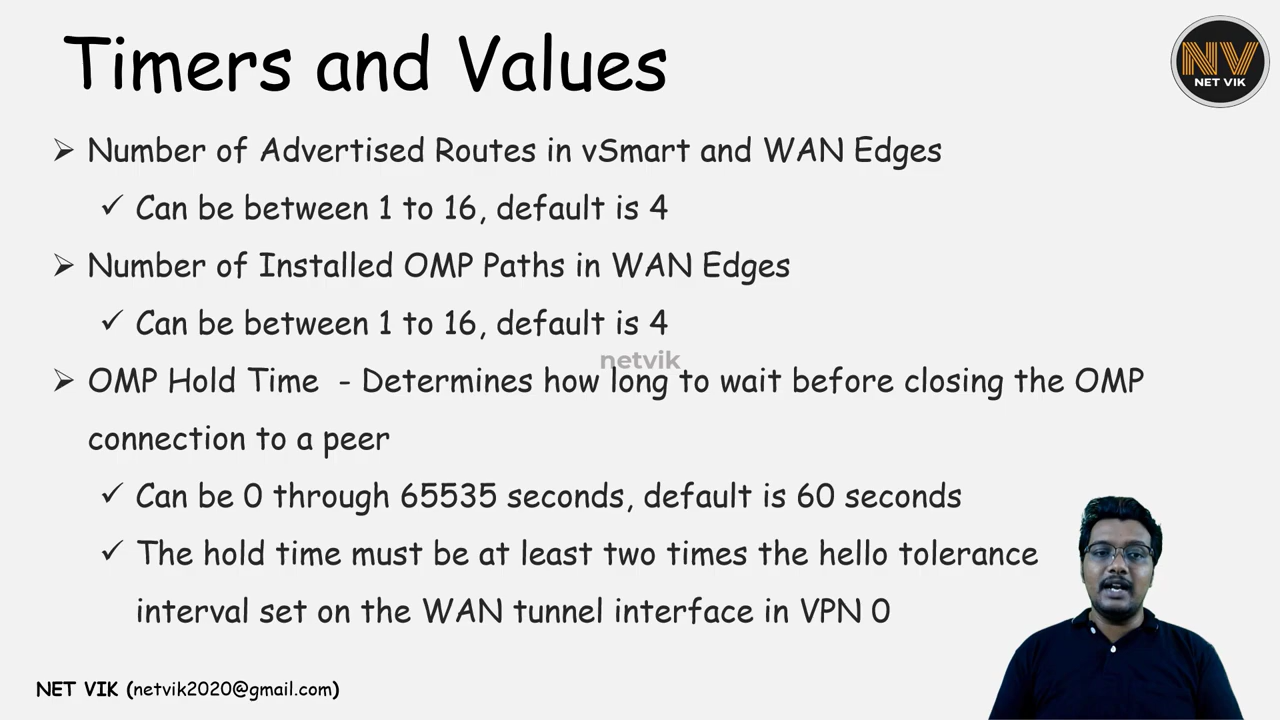 Timers and Values
NV
NET VIK
➢ Number of Advertised Routes in vSmart and WAN Edges
✓ Can be between 1 to 16, default is 4
➢ Number of Installed OMP Paths in WAN Edges
✓ Can be between 1 to 16, default is 4
netvik
➢ OMP Hold Time - Determines how long to wait before closing the OMP
connection to a peer
✓ Can be 0 through 65535 seconds, default is 60 seconds
✓ The hold time must be at least two times the hello tolerance
interval set on the WAN tunnel interface in VPN 0
NET VIK (netvik2020@gmail.com)